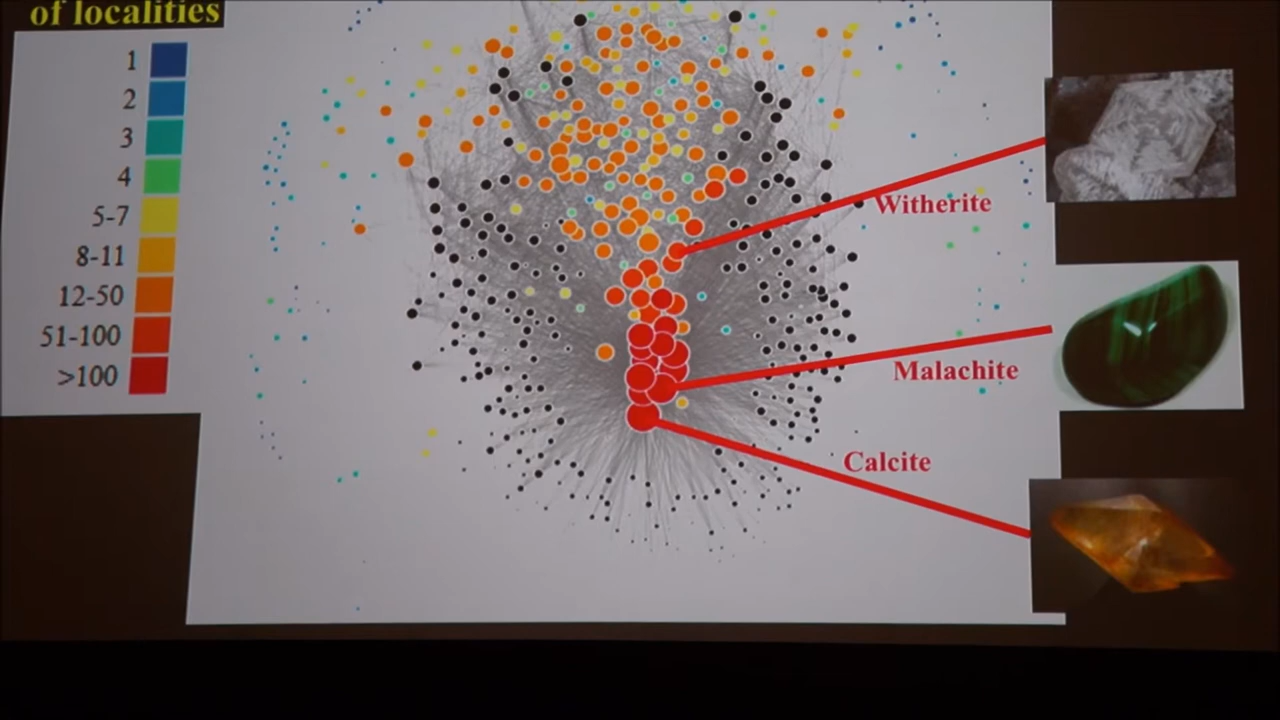 of localities
1
2
3
4
5-7
8-11
12-50
51-100
>100
Witherite
Malachite
Calcite